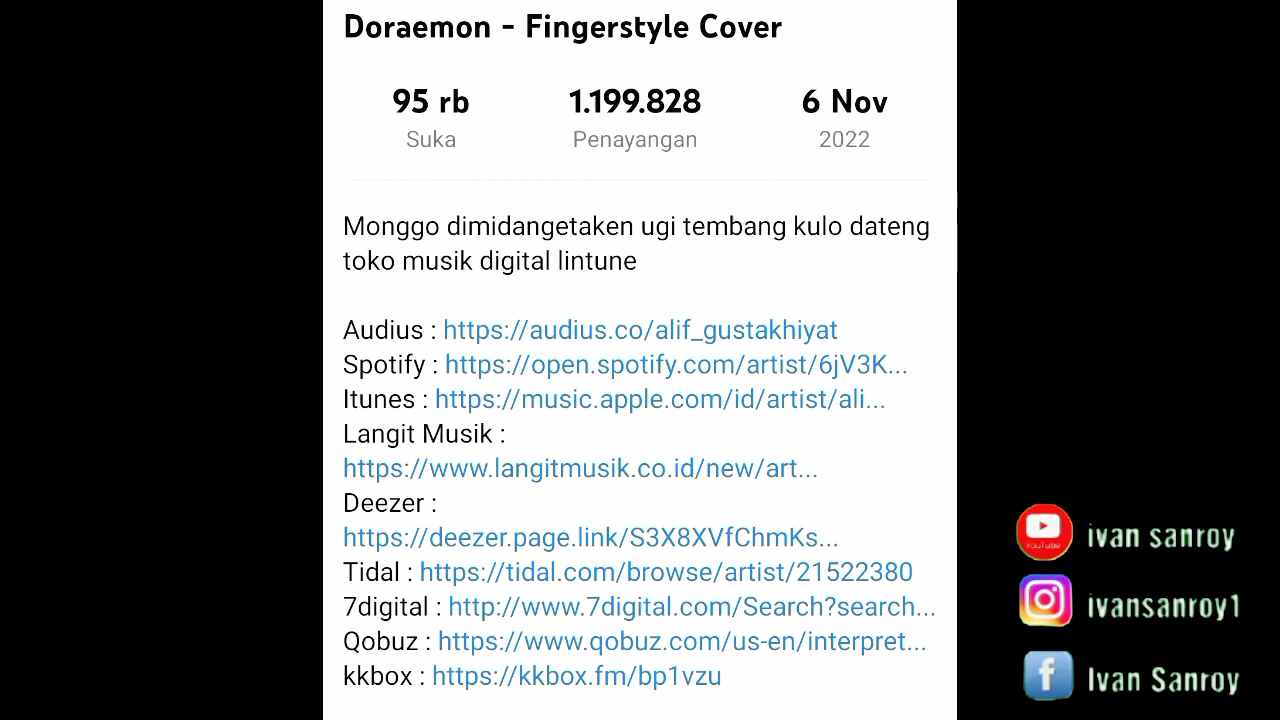 Doraemon - Fingerstyle Cover
95 rb 1.199.828 6 Nov
Suka Penayangan 2022
Monggo dimidangetaken ugi tembang kulo dateng
toko musik digital lintune
Audius : https://audius.co/alif_gustakhiyat
Spotify : https://open.spotify.com/artist/6jV3K...
Itunes : https://music.apple.com/id/artist/ali...
Langit Musik :
https://www.langitmusik.co.id/new/art...
Deezer :
https://deezer.page.link/S3X8XVfChmKs...
Tidal : https://tidal.com/browse/artist/21522380
7digital : http://www.7digital.com/Search?search...
Qobuz : https://www.qobuz.com/us-en/interpret...
kkbox : https://kkbox.fm/bp1vzu
YouTube ivan sanroy
ivansanroy1
Ivan Sanroy